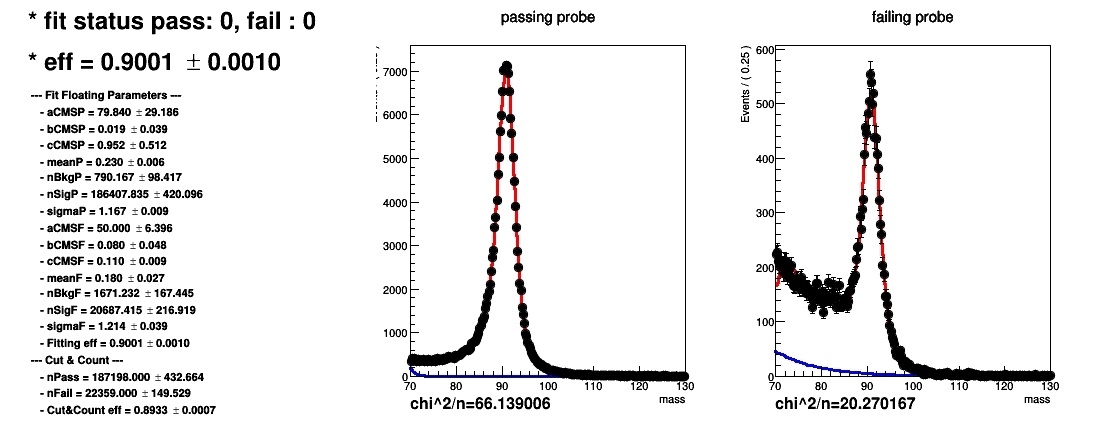 * fit status pass: 0, fail : 0
* eff = 0.9001 ± 0.0010
--- Fit Floating Parameters ---
- aCMSP = 79.840 ± 29.186
- bCMSP = 0.019 ± 0.039
- cCMSP = 0.952 ± 0.512
- meanP = 0.230 ± 0.006
- nBkgP = 790.167 ± 98.417
- nSigP = 186407.835 ± 420.096
- sigmaP = 1.167 ± 0.009
- aCMSF = 50.000 ± 6.396
- bCMSF = 0.080 ± 0.048
- cCMSF = 0.110 ± 0.009
- meanF = 0.180 ± 0.027
- nBkgF = 1671.232 ± 167.445
- nSigF = 20687.415 ± 216.919
- sigmaF = 1.214 ± 0.039
- Fitting eff = 0.9001 ± 0.0010
--- Cut & Count ---
- nPass = 187198.000 ± 432.664
- nFail = 22359.000 ± 149.529
- Cut&Count eff = 0.8933 ± 0.0007
passing probe
7000
6000
5000
4000
3000
2000
1000
0
70 80 90 100 110 120 130
mass
chi^2/n=66.139006
failing probe
Events / ( 0.25 )
600
500
400
300
200
100
0
70 80 90 100 110 120 130
mass
chi^2/n=20.270167